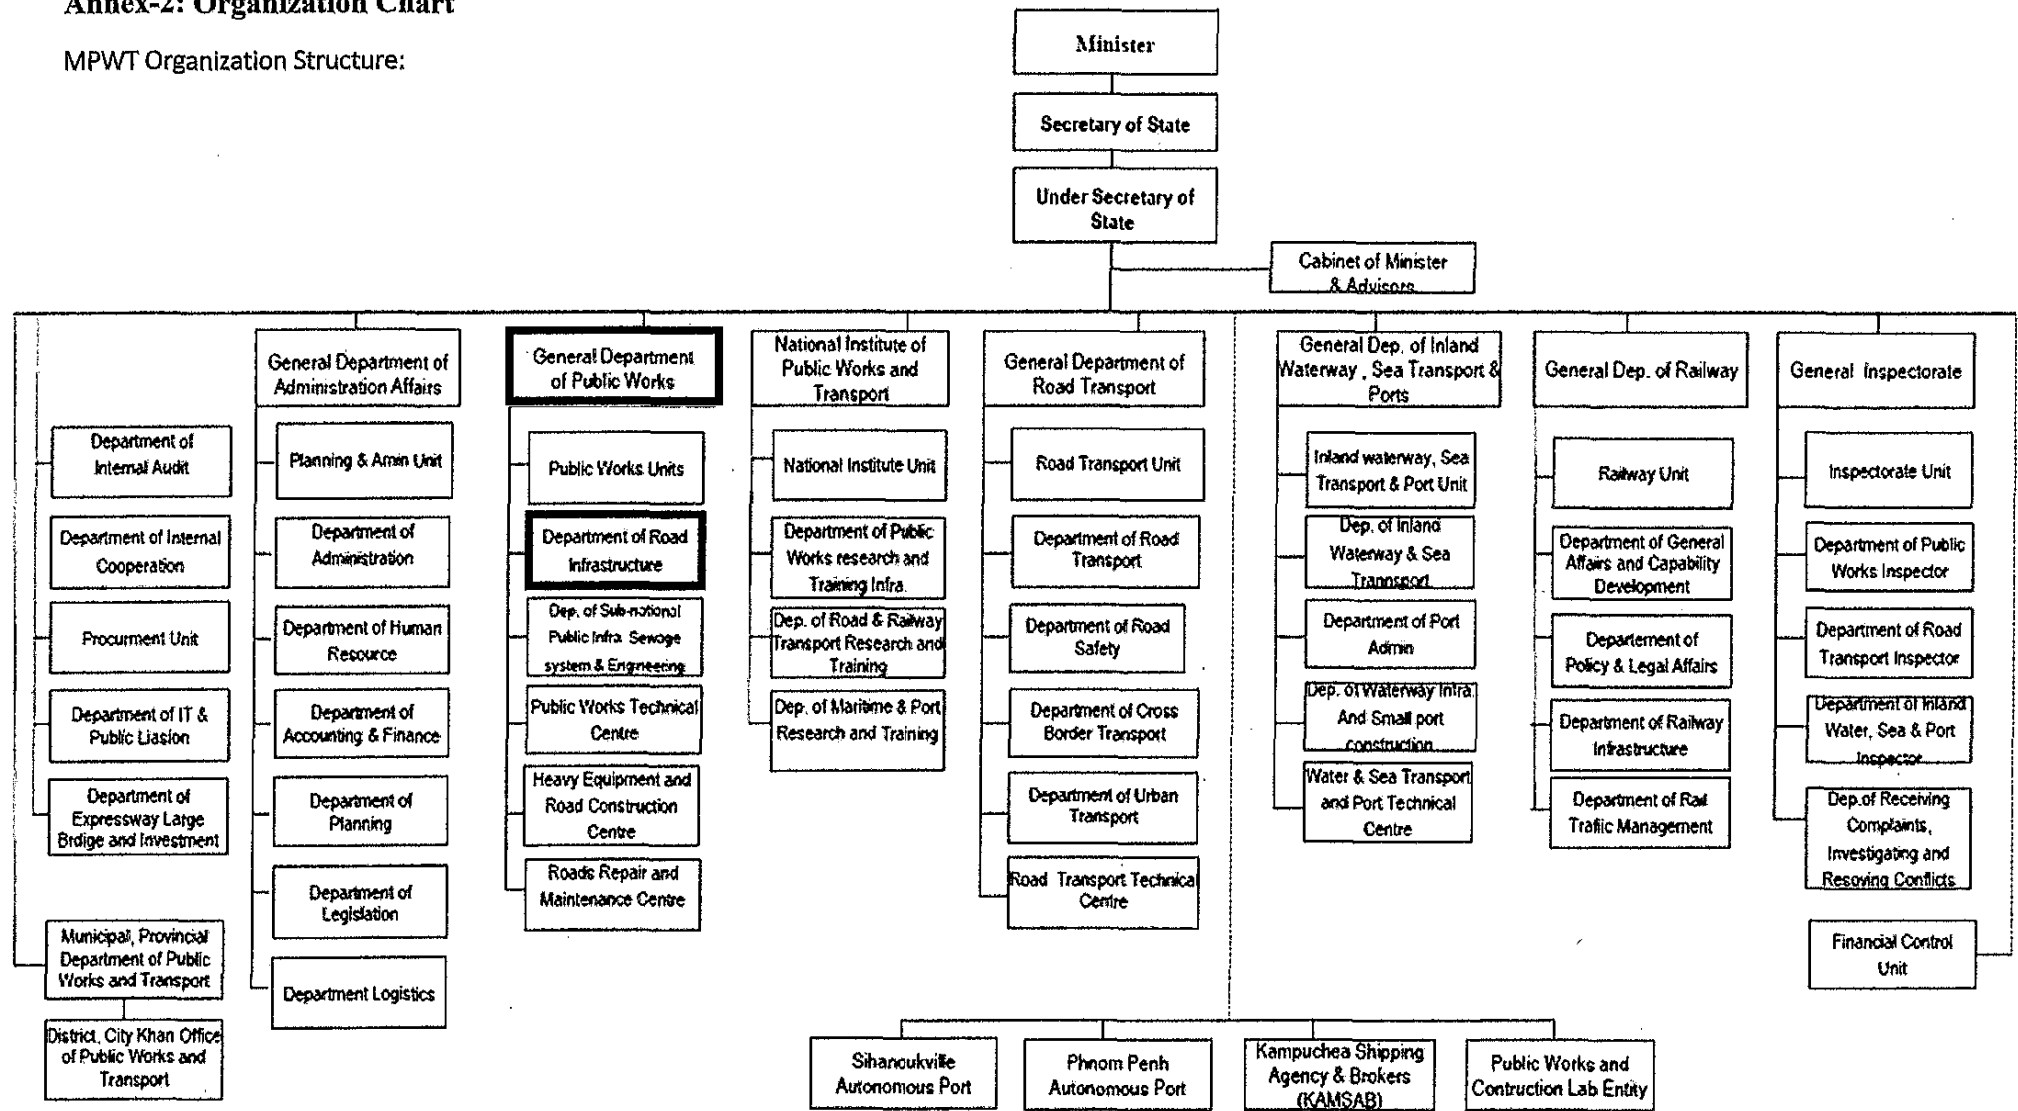 Annex-2: Organization Chart
MPWT Organization Structure:
Minister
Secretary of State
Under Secretary of
State
Cabinet of Minister
& Advisors
General Department of
Administration Affairs
General Department
of Public Works
National Institute of
Public Works and
Transport
General Department of
Road Transport
General Dep. of Inland
Waterway , Sea Transport &
Ports
General Dep. of Railway
General Inspectorate
Department of
Internal Audit
Department of Internal
Cooperation
Procurment Unit
Department of IT &
Public Liasion
Department of
Expressway Large
Brdige and Investment
Municipal, Provincial
Department of Public
Works and Transport
District, City Khan Office
of Public Works and
Transport
Planning & Amin Unit
Department of
Administration
Department of Human
Resource
Department of
Accounting & Finance
Department of
Planning
Department of
Legislation
Department Logistics
Public Works Units
Department of Road
Infrastructure
Dep. of Sub-national
Public Infra. Sewage
system & Engineering
Public Works Technical
Centre
Heavy Equipment and
Road Construction
Centre
Roads Repair and
Maintenance Centre
National Institute Unit
Department of Public
Works research and
Training Infra.
Dep. of Road & Railway
Transport Research and
Training
Dep. of Maritime & Port
Research and Training
Road Transport Unit
Department of Road
Transport
Department of Road
Safety
Department of Cross
Border Transport
Department of Urban
Transport
Road Transport Technical
Centre
Inland waterway, Sea
Transport & Port Unit
Dep. of Inland
Waterway & Sea
Trannsport
Department of Port
Admin
Dep. of Waterway Infra.
And Small port
construction
Water & Sea Transport
and Port Technical
Centre
Railway Unit
Department of General
Affairs and Capability
Development
Departement of
Policy & Legal Affairs
Department of Railway
Infrastructure
Department of Rail
Traffic Management
Inspectorate Unit
Department of Public
Works Inspector
Department of Road
Transport Inspector
Department of Inland
Water, Sea & Port
Inspector
Dep.of Receiving
Complaints,
Investigating and
Resoving Conflicts
Financial Control
Unit
Sihanoukville
Autonomous Port
Phnom Penh
Autonomous Port
Kampuchea Shipping
Agency & Brokers
(KAMSAB)
Public Works and
Contruction Lab Entity